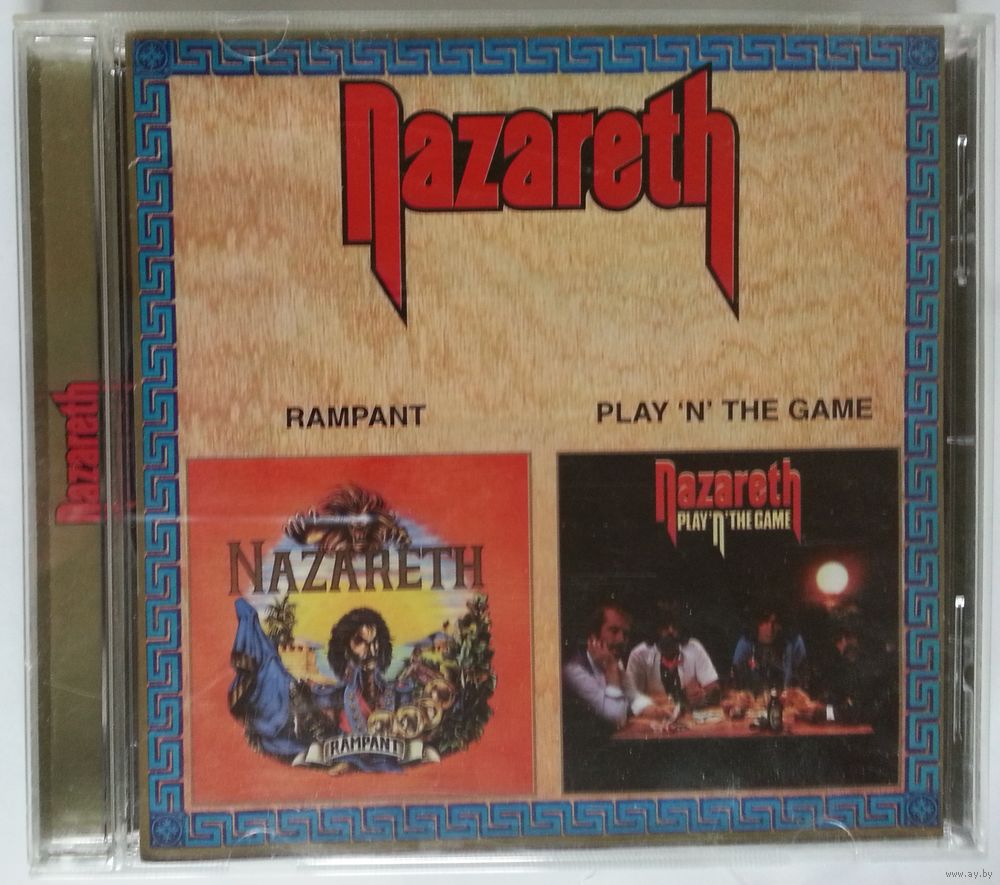 Nazareth
Nazareth
RAMPANT
PLAY 'N' THE GAME
NAZARETH
RAMPANT
Nazareth
PLAY 'N' THE GAME
www.ay.by